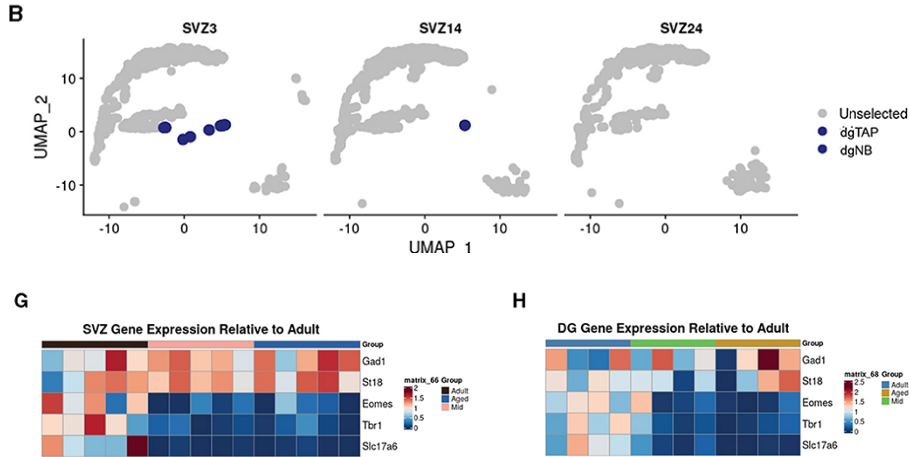 B
SVZ3 SVZ14 SVZ24
UMAP_2
10
0
-10
-10 0 10 -10 0 10 -10 0 10
UMAP_1
Unselected
dgTAP
dgNB
G
SVZ Gene Expression Relative to Adult
Group
Gad1
St18
Eomes
Tbr1
Slc17a6
matrix_66 Group
2
1.5
1
0.5
0
Adult
Aged
Mid
H
DG Gene Expression Relative to Adult
Group
Gad1
St18
Eomes
Tbr1
Slc17a6
matrix_68 Group
2.5
2
1.5
1
0.5
0
Adult
Aged
Mid